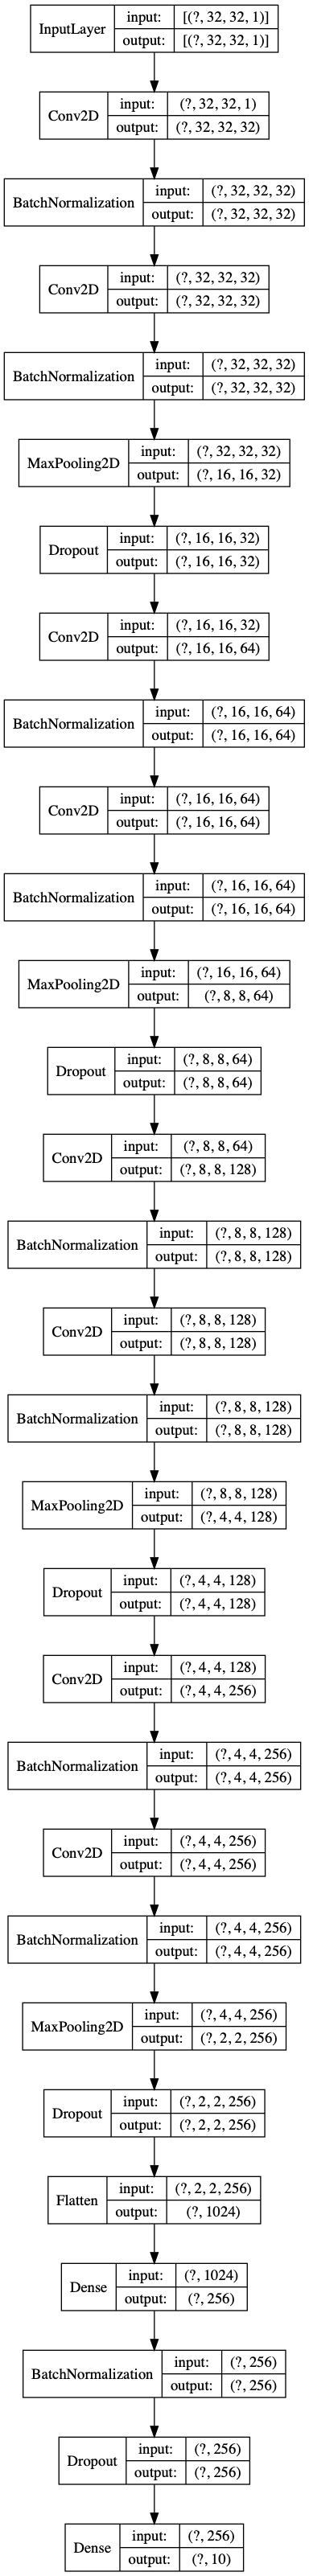 InputLayer input: [(?, 32, 32, 1)]
output: [(?, 32, 32, 1)]
Conv2D input: (?, 32, 32, 1)
output: (?, 32, 32, 32)
BatchNormalization input: (?, 32, 32, 32)
output: (?, 32, 32, 32)
Conv2D input: (?, 32, 32, 32)
output: (?, 32, 32, 32)
BatchNormalization input: (?, 32, 32, 32)
output: (?, 32, 32, 32)
MaxPooling2D input: (?, 32, 32, 32)
output: (?, 16, 16, 32)
Dropout input: (?, 16, 16, 32)
output: (?, 16, 16, 32)
Conv2D input: (?, 16, 16, 32)
output: (?, 16, 16, 64)
BatchNormalization input: (?, 16, 16, 64)
output: (?, 16, 16, 64)
Conv2D input: (?, 16, 16, 64)
output: (?, 16, 16, 64)
BatchNormalization input: (?, 16, 16, 64)
output: (?, 16, 16, 64)
MaxPooling2D input: (?, 16, 16, 64)
output: (?, 8, 8, 64)
Dropout input: (?, 8, 8, 64)
output: (?, 8, 8, 64)
Conv2D input: (?, 8, 8, 64)
output: (?, 8, 8, 128)
BatchNormalization input: (?, 8, 8, 128)
output: (?, 8, 8, 128)
Conv2D input: (?, 8, 8, 128)
output: (?, 8, 8, 128)
BatchNormalization input: (?, 8, 8, 128)
output: (?, 8, 8, 128)
MaxPooling2D input: (?, 8, 8, 128)
output: (?, 4, 4, 128)
Dropout input: (?, 4, 4, 128)
output: (?, 4, 4, 128)
Conv2D input: (?, 4, 4, 128)
output: (?, 4, 4, 256)
BatchNormalization input: (?, 4, 4, 256)
output: (?, 4, 4, 256)
Conv2D input: (?, 4, 4, 256)
output: (?, 4, 4, 256)
BatchNormalization input: (?, 4, 4, 256)
output: (?, 4, 4, 256)
MaxPooling2D input: (?, 4, 4, 256)
output: (?, 2, 2, 256)
Dropout input: (?, 2, 2, 256)
output: (?, 2, 2, 256)
Flatten input: (?, 2, 2, 256)
output: (?, 1024)
Dense input: (?, 1024)
output: (?, 256)
BatchNormalization input: (?, 256)
output: (?, 256)
Dropout input: (?, 256)
output: (?, 256)
Dense input: (?, 256)
output: (?, 10)